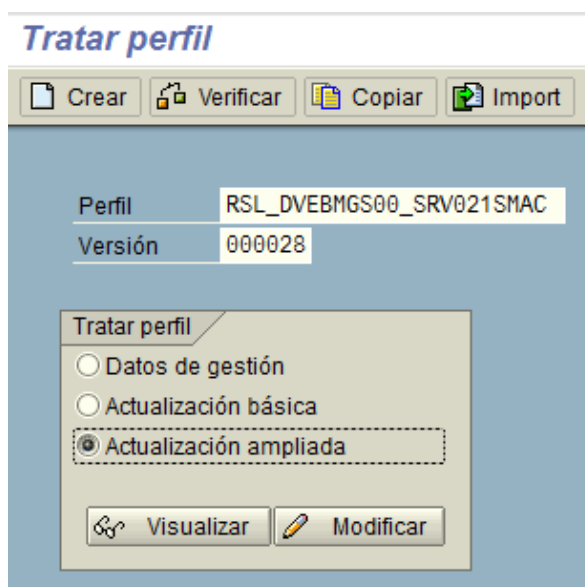 Tratar perfil
Crear Verificar Copiar Import
Perfil RSL_DVEBMGS00_SRV021SMAC
Versión 000028
Tratar perfil
Datos de gestión
Actualización básica
Actualización ampliada
Visualizar Modificar